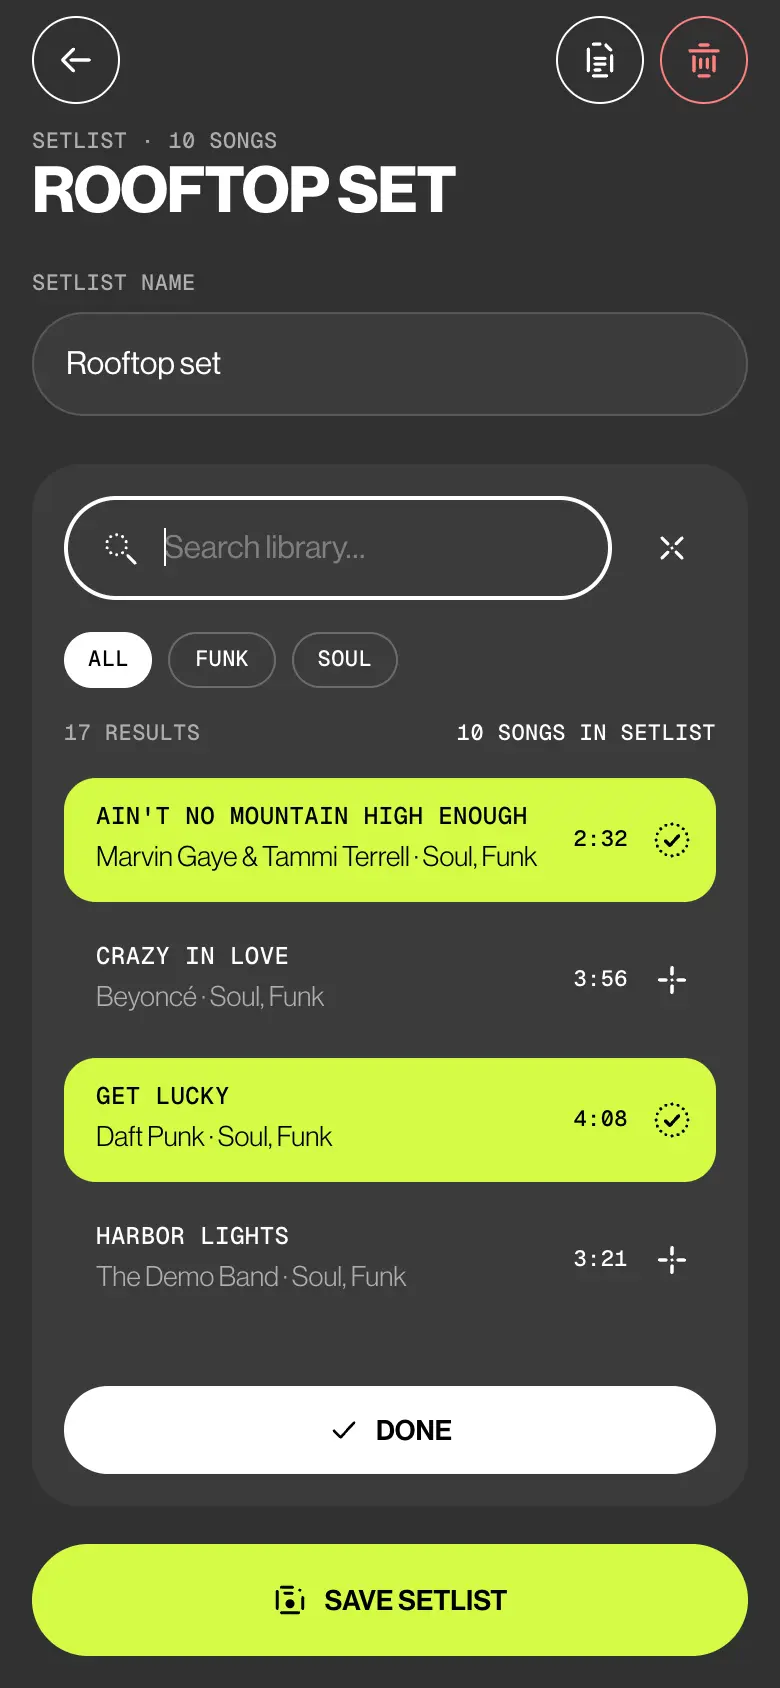 SETLIST · 10 SONGS
ROOFTOP SET
SETLIST NAME
Rooftop set
Search library...
ALL FUNK SOUL
17 RESULTS 10 SONGS IN SETLIST
AIN'T NO MOUNTAIN HIGH ENOUGH
Marvin Gaye & Tammi Terrell · Soul, Funk
2:32
CRAZY IN LOVE
Beyoncé · Soul, Funk
3:56
GET LUCKY
Daft Punk · Soul, Funk
4:08
HARBOR LIGHTS
The Demo Band · Soul, Funk
3:21
DONE
SAVE SETLIST